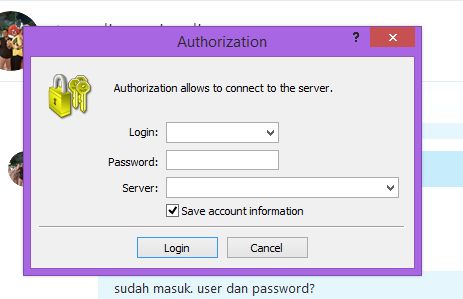 Authorization
?
Authorization allows to connect to the server.
Login:
Password:
Server:
Save account information
Login
Cancel
sudah masuk. user dan password?